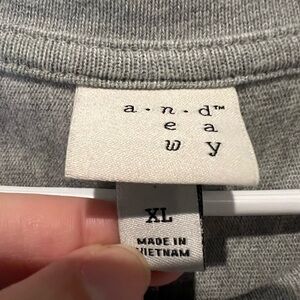 a·n·d™
e a
w y
XL
MADE IN
VIETNAM